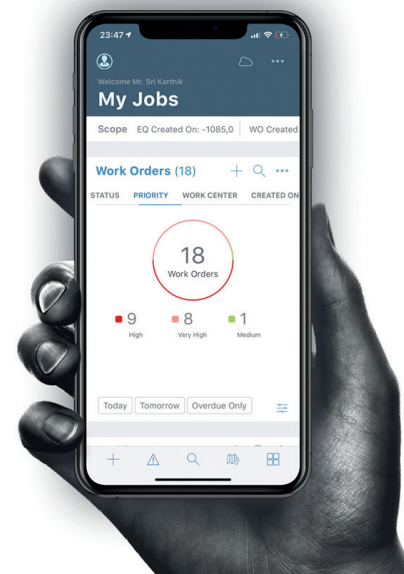 23:47
Welcome Mr. Sri Karthik
My Jobs
Scope EQ Created On: -1085,0 WO Created
Work Orders (18)
STATUS PRIORITY WORK CENTER CREATED ON
18
Work Orders
9 8 1
High Very High Medium
Today Tomorrow Overdue Only